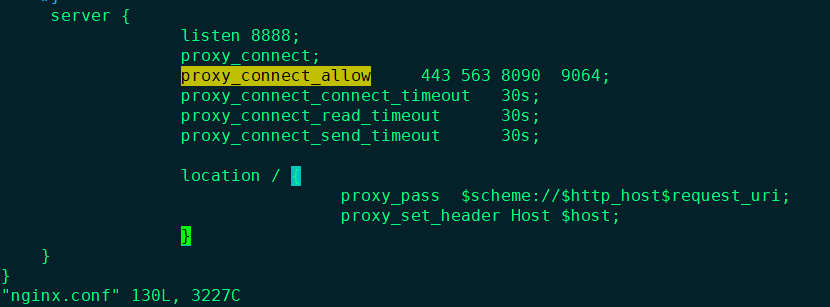 server {
listen 8888;
proxy_connect;
proxy_connect_allow 443 563 8090 9064;
proxy_connect_connect_timeout 30s;
proxy_connect_read_timeout 30s;
proxy_connect_send_timeout 30s;
location / {
proxy_pass $scheme://$http_host$request_uri;
proxy_set_header Host $host;
}
}
}
"nginx.conf" 130L, 3227C